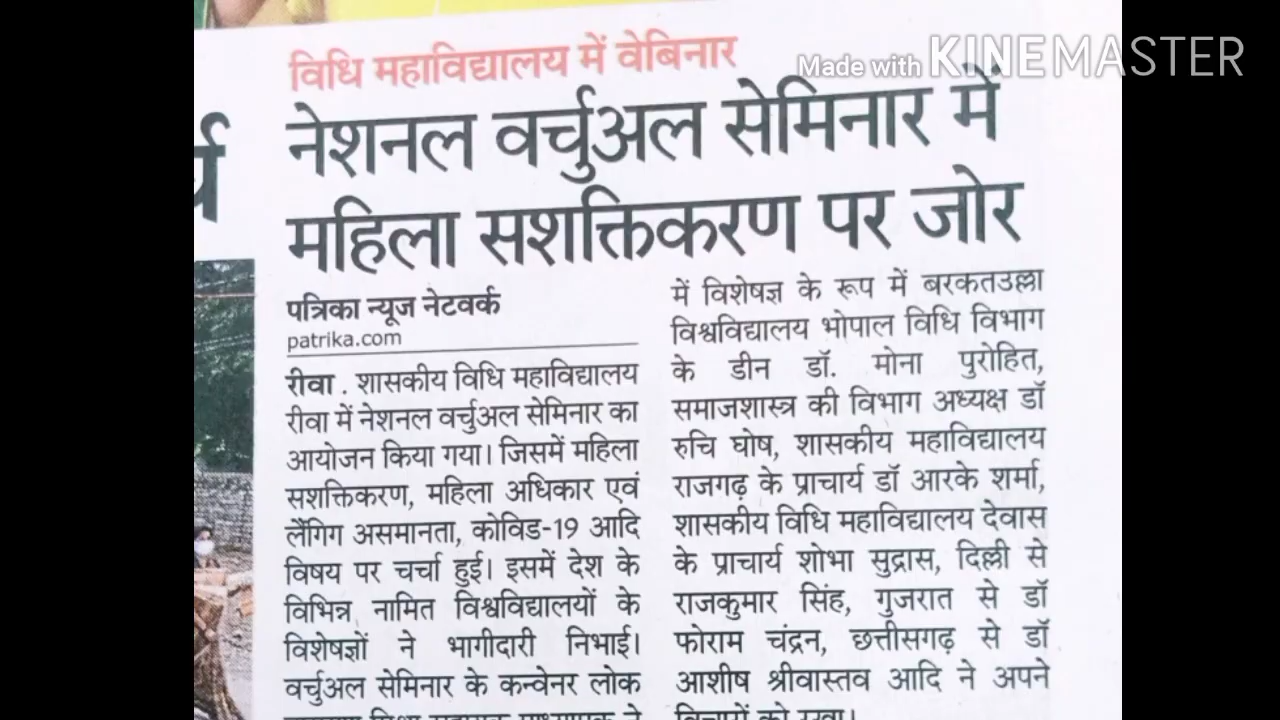 Made with KINEMASTER
विधि महाविद्यालय में वेबिनार
नेशनल वर्चुअल सेमिनार में
महिला सशक्तिकरण पर जोर
पत्रिका न्यूज नेटवर्क
patrika.com
रीवा . शासकीय विधि महाविद्यालय
रीवा में नेशनल वर्चुअल सेमिनार का
आयोजन किया गया। जिसमें महिला
सशक्तिकरण, महिला अधिकार एवं
लैंगिग असमानता, कोविड-19 आदि
विषय पर चर्चा हुई। इसमें देश के
विभिन्न नामित विश्वविद्यालयों के
विशेषज्ञों ने भागीदारी निभाई।
वर्चुअल सेमिनार के कन्वेनर लोक
में विशेषज्ञ के रूप में बरकतउल्ला
विश्वविद्यालय भोपाल विधि विभाग
के डीन डॉ. मोना पुरोहित,
समाजशास्त्र की विभाग अध्यक्ष डॉ
रुचि घोष, शासकीय महाविद्यालय
राजगढ़ के प्राचार्य डॉ आरके शर्मा,
शासकीय विधि महाविद्यालय देवास
के प्राचार्य शोभा सुद्रास, दिल्ली से
राजकुमार सिंह, गुजरात से डॉ
फोराम चंद्रन, छत्तीसगढ़ से डॉ
आशीष श्रीवास्तव आदि ने अपने
विचारों को रखा।